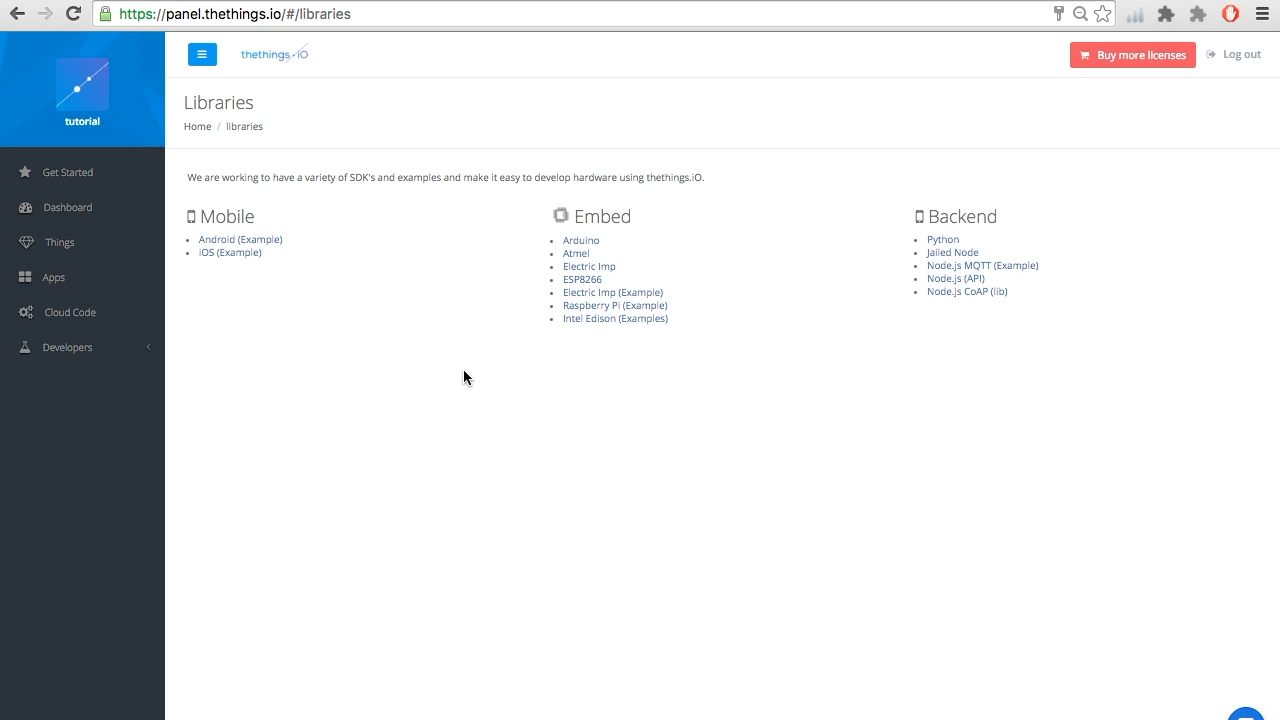 https://panel.thethings.io/#/libraries
thethings.iO
Buy more licenses
Log out
tutorial
Get Started
Dashboard
Things
Apps
Cloud Code
Developers
Libraries
Home / libraries
We are working to have a variety of SDK's and examples and make it easy to develop hardware using thethings.iO.
Mobile
Android (Example)
iOS (Example)
Embed
Arduino
Atmel
Electric Imp
ESP8266
Electric Imp (Example)
Raspberry Pi (Example)
Intel Edison (Examples)
Backend
Python
Jailed Node
Node.js MQTT (Example)
Node.js (API)
Node.js CoAP (lib)